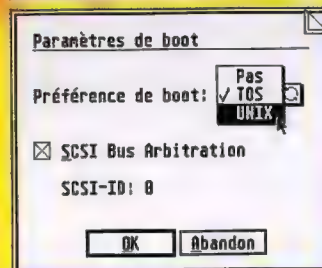 Paramètres de boot
Préférence de boot:
Pas
TOS
UNIX
SCSI Bus Arbitration
SCSI-ID: 0
OK
Abandon